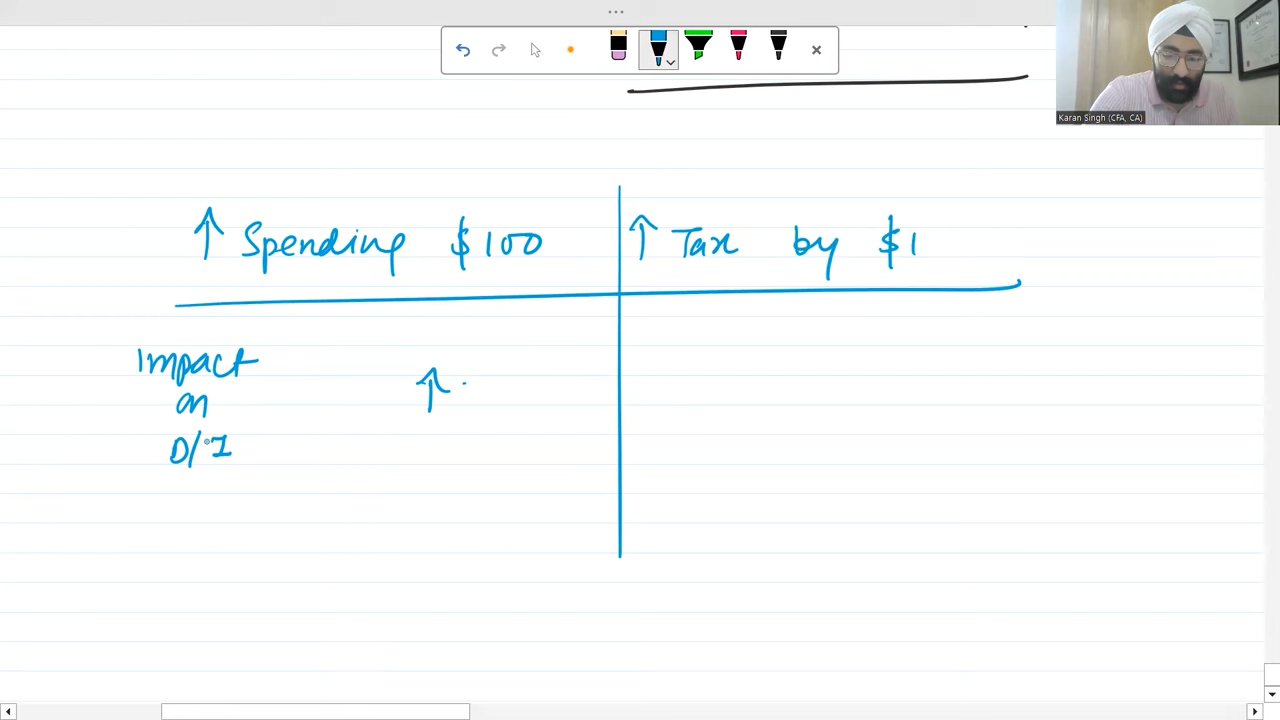 Karan Singh (CFA, CA)
↑ Spending $100
↑ Tax by $1
Impact
on
D/I
↑